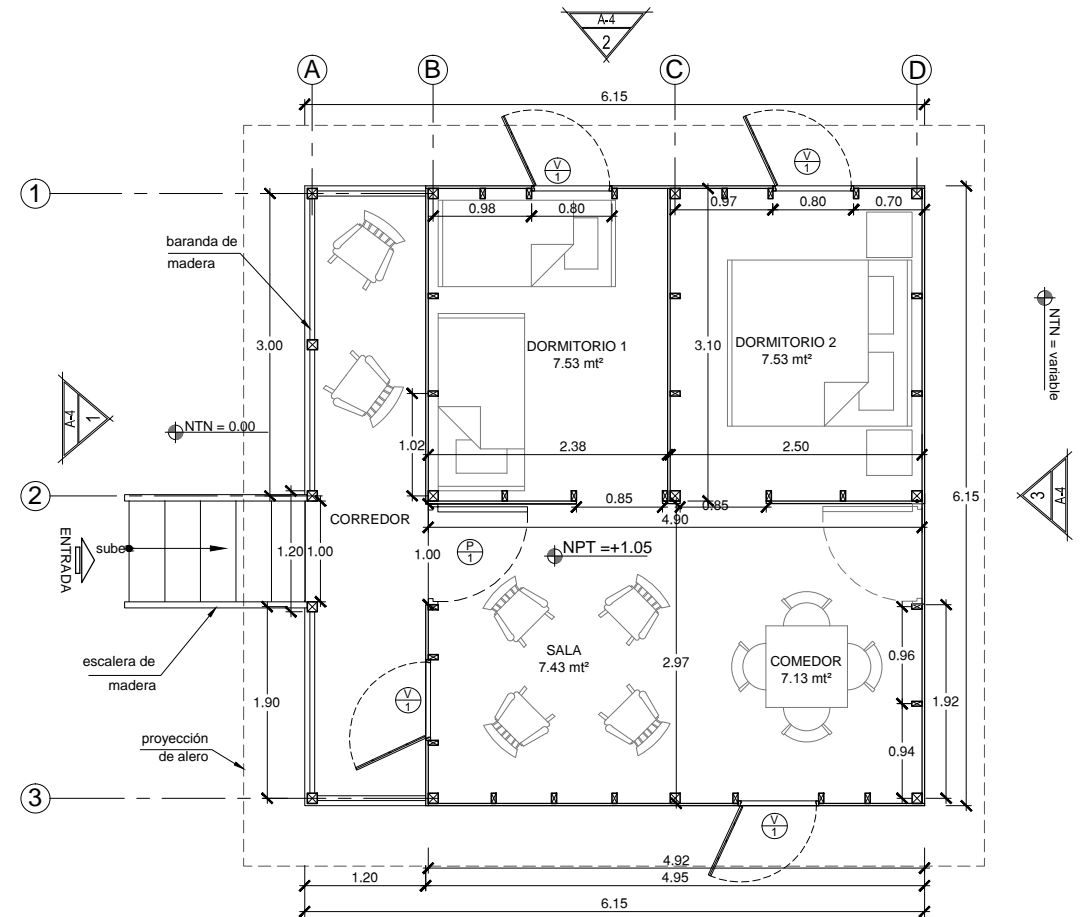 A-4
2
A
B
C
D
6.15
1
V
1
V
1
0.98
0.80
0.97
0.80
0.70
baranda de
madera
NTN = variable
3.00
DORMITORIO 1
7.53 mt²
3.10
DORMITORIO 2
7.53 mt²
A-4
1
NTN = 0.00
1.02
2.38
2.50
2
3
A-4
6.15
0.85
0.85
4.90
CORREDOR
ENTRADA
sube
1.20
1.00
1.00
P
1
NPT =+1.05
SALA
7.43 mt²
2.97
COMEDOR
7.13 mt²
0.96
escalera de
madera
1.90
V
1
1.92
proyección
de alero
0.94
3
V
1
4.92
1.20
4.95
6.15